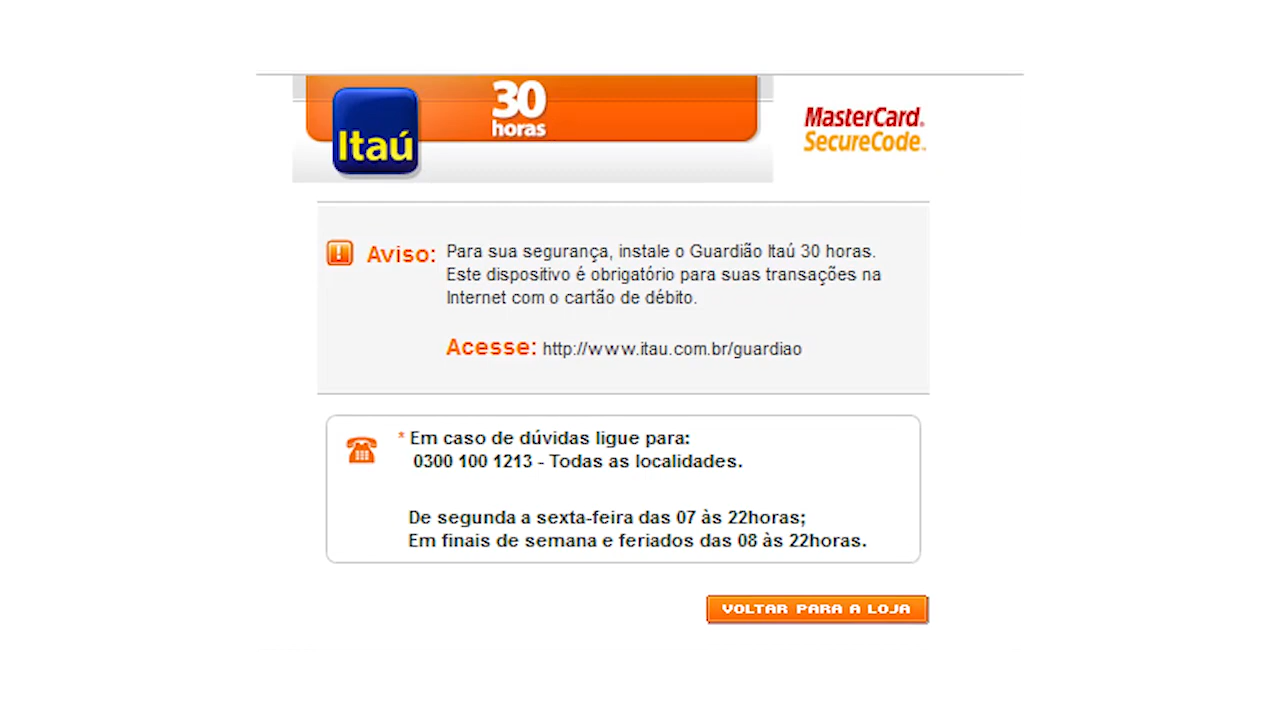 30
horas
Itaú
MasterCard.
SecureCode.
Aviso: Para sua segurança, instale o Guardião Itaú 30 horas.
Este dispositivo é obrigatório para suas transações na
Internet com o cartão de débito.
Acesse: http://www.itau.com.br/guardiao
* Em caso de dúvidas ligue para:
0300 100 1213 - Todas as localidades.
De segunda a sexta-feira das 07 às 22horas;
Em finais de semana e feriados das 08 às 22horas.
VOLTAR PARA A LOJA